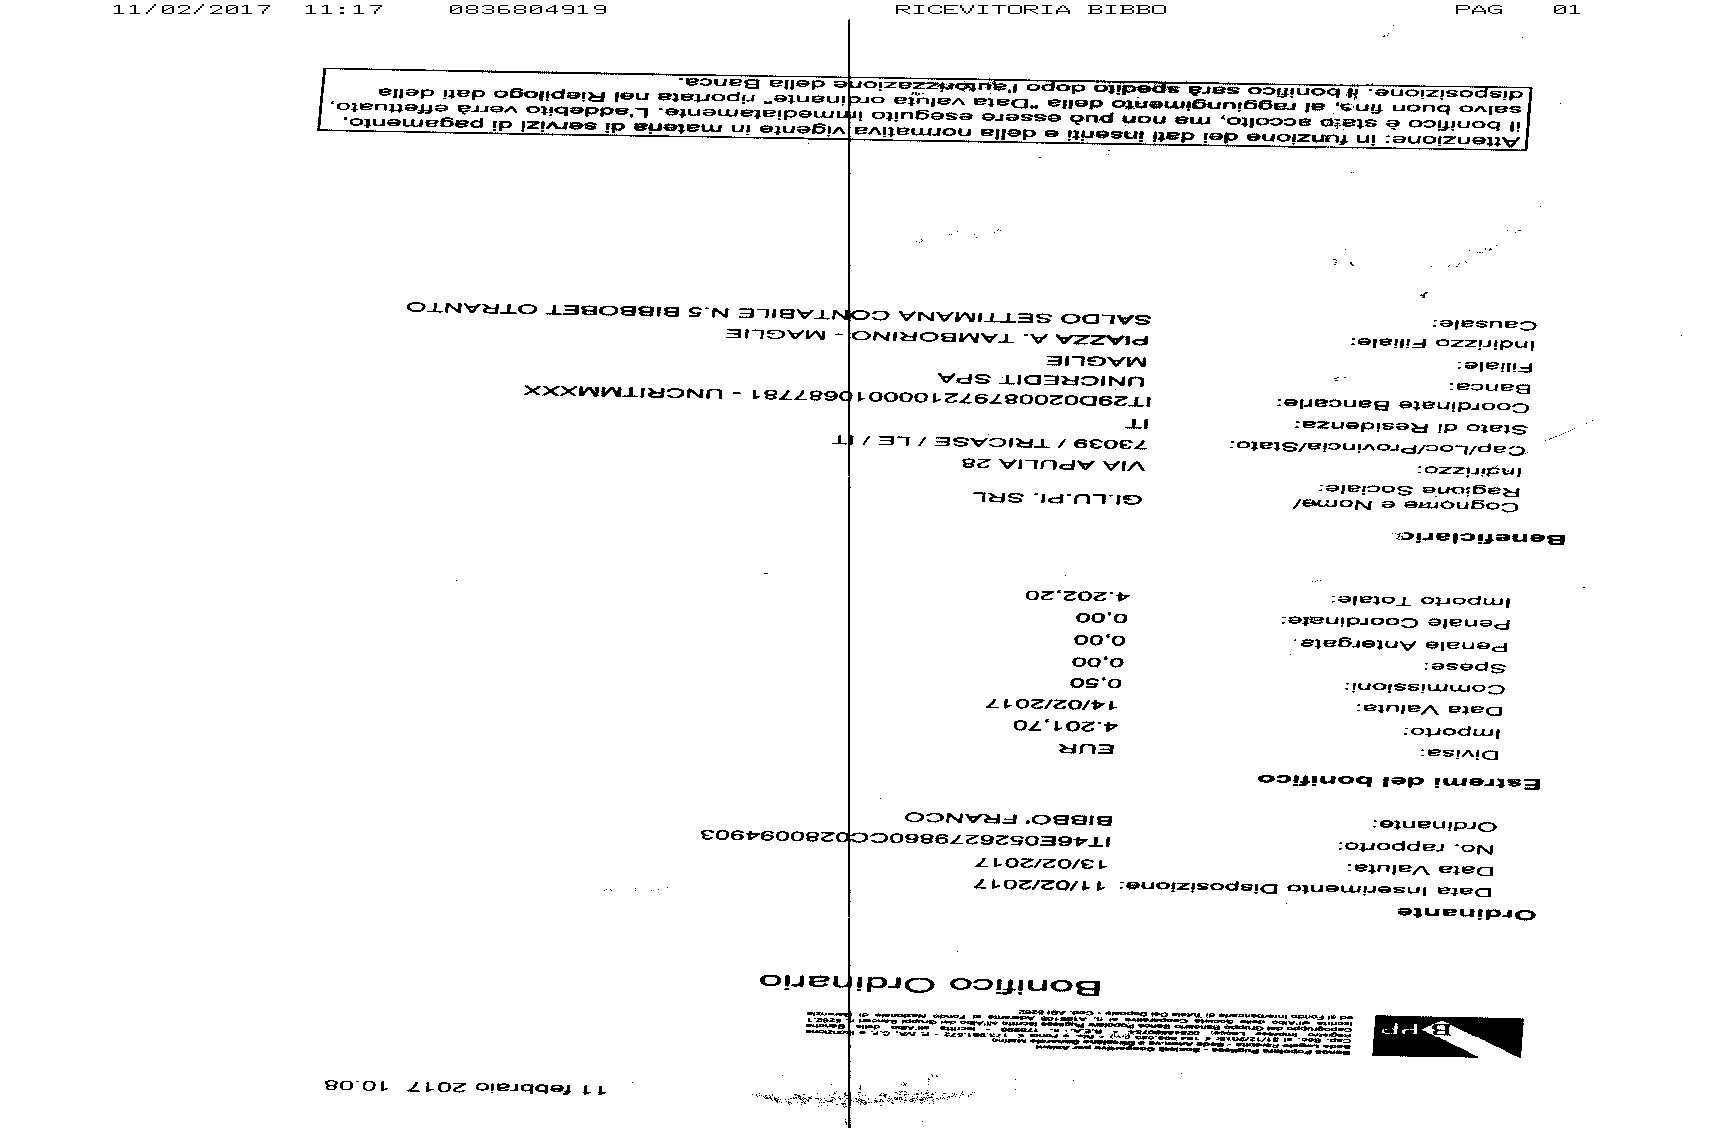 11/02/2017 11:17 0836804919 RICEVITORIA BIBBO PAG 01
11 febbraio 2017 10.08
Bpp
Banca Popolare Pugliese - Società Cooperativa per Azioni
Bonifico Ordinario
Ordinante
Data Inserimento Disposizione: 11/02/2017
Data Valuta: 13/02/2017
No. rapporto: IT46E0526279860CC0280094903
Ordinante: BIBBO' FRANCO
Estremi del bonifico
Divisa: EUR
Importo: 4.201,70
Data Valuta: 14/02/2017
Commissioni: 0,50
Spese: 0,00
Penale Antergata: 0,00
Penale Coordinate: 0,00
Importo Totale: 4.202,20
Beneficiario
Cognome e Nome/
Ragione Sociale: GI.LU.PI. SRL
Indirizzo: VIA APULIA 28
Cap/Loc/Provincia/Stato: 73039 / TRICASE / LE / IT
Stato di Residenza: IT
Coordinate Bancarie: IT29D0200879721000010687781 - UNCRITMMXXX
Banca: UNICREDIT SPA
Filiale: MAGLIE
Indirizzo Filiale: PIAZZA A. TAMBORINO - MAGLIE
Causale: SALDO SETTIMANA CONTABILE N.5 BIBBOBET OTRANTO
Attenzione: in funzione dei dati inseriti e della normativa vigente in materia di servizi di pagamento,
il bonifico è stato accolto, ma non può essere eseguito immediatamente. L'addebito verrà effettuato,
salvo buon fine, al raggiungimento della "Data valuta ordinante" riportata nel Riepilogo dati della
disposizione. Il bonifico sarà spedito dopo l'autorizzazione della Banca.